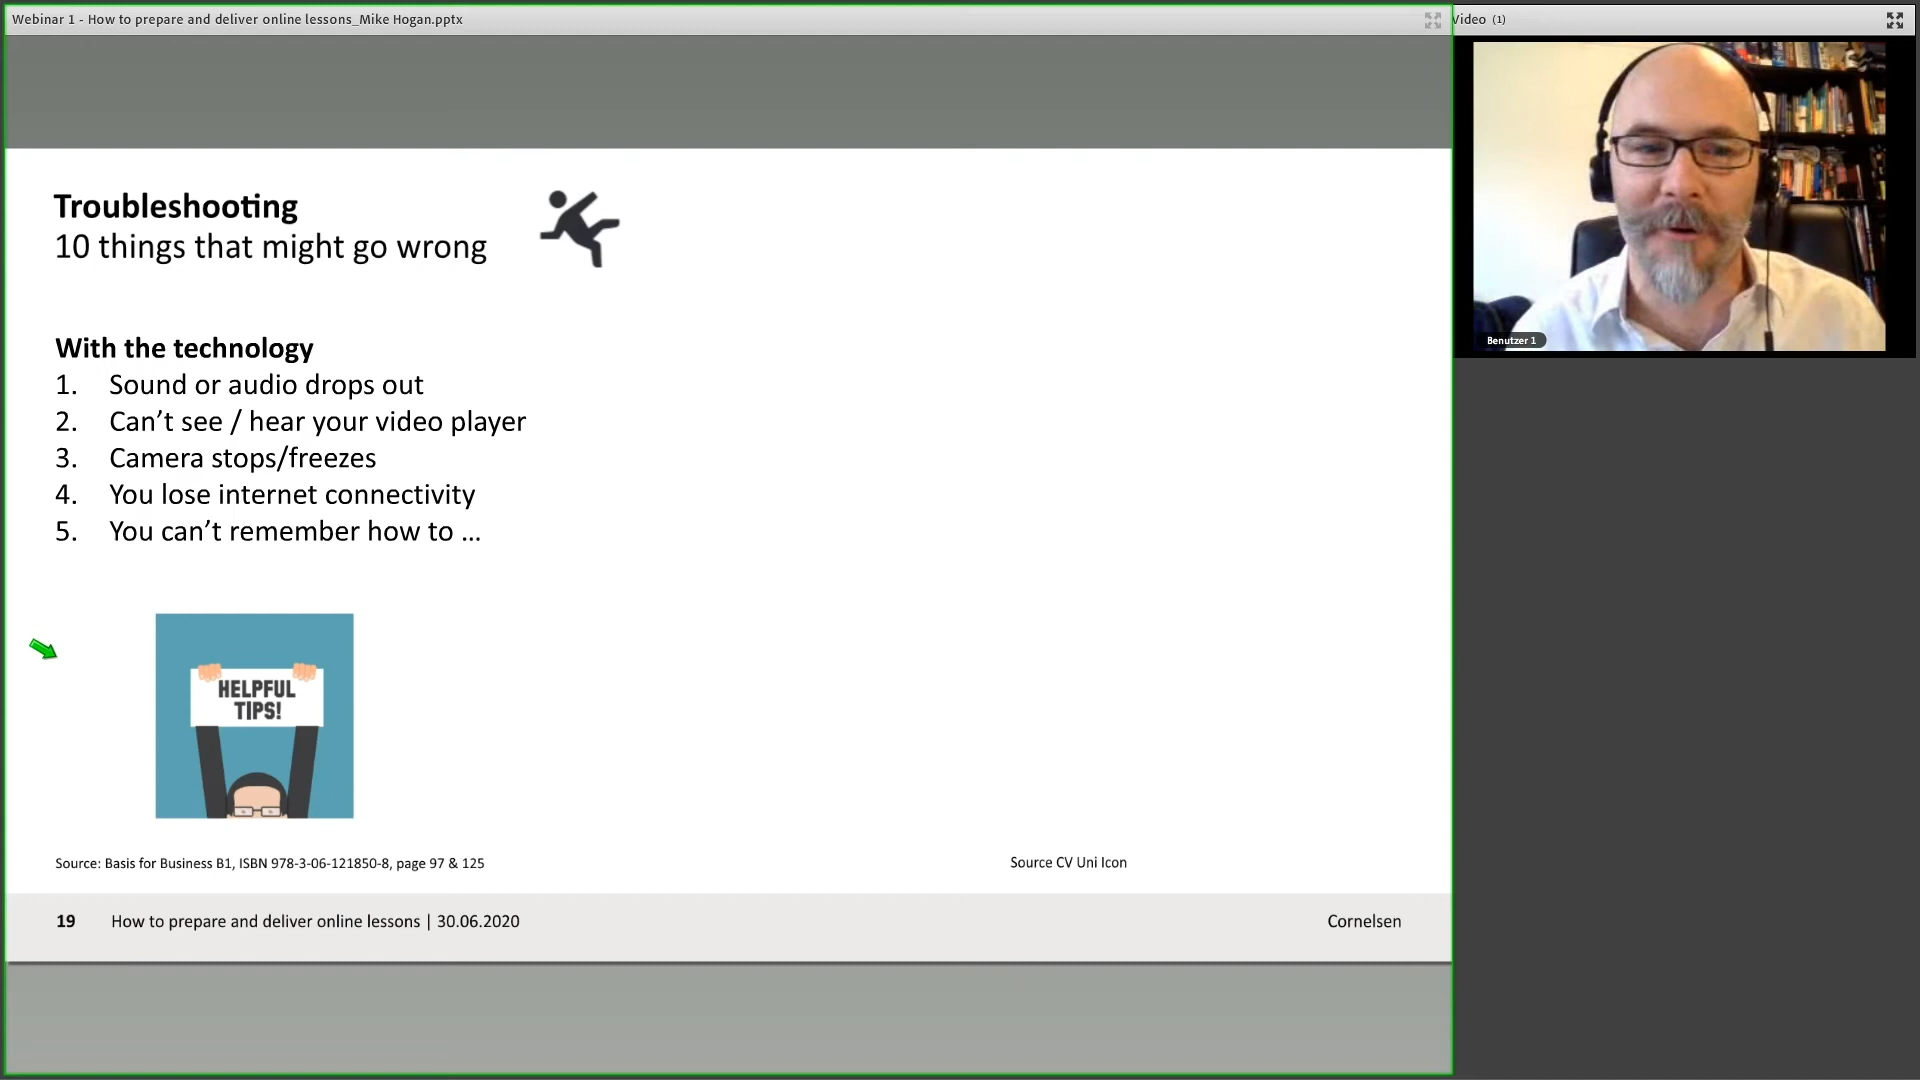 Webinar 1 - How to prepare and deliver online lessons_Mike Hogan.pptx
Video (1)
Troubleshooting
10 things that might go wrong
With the technology
1. Sound or audio drops out
2. Can’t see / hear your video player
3. Camera stops/freezes
4. You lose internet connectivity
5. You can’t remember how to ...
HELPFUL
TIPS!
Source: Basis for Business B1, ISBN 978-3-06-121850-8, page 97 & 125
Source CV Uni Icon
19 How to prepare and deliver online lessons | 30.06.2020
Cornelsen
Benutzer 1